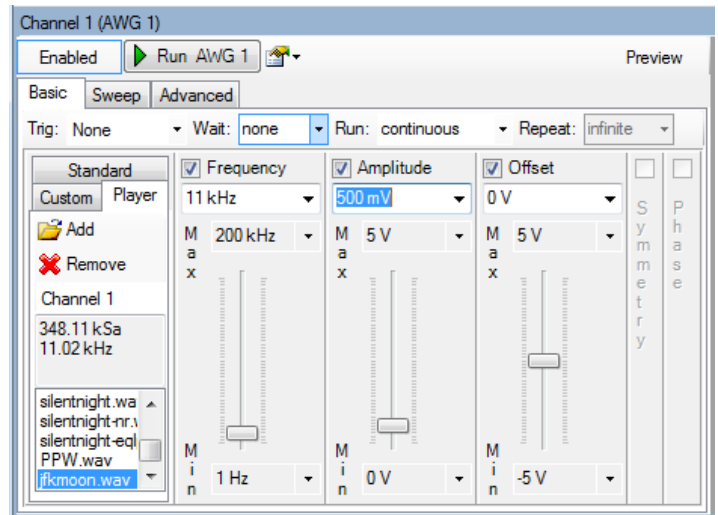 Channel 1 (AWG 1)
Enabled Run AWG 1 Preview
Basic Sweep Advanced
Trig: None Wait: none Run: continuous Repeat: infinite
Standard
Custom Player
Add
Remove
Channel 1
348.11 kSa
11.02 kHz
silentnight.wa
silentnight-nr.
silentnight-eql
PPW.wav
jfkmoon.wav
Frequency
11 kHz
Max 200 kHz
Min 1 Hz
Amplitude
500 mV
Max 5 V
Min 0 V
Offset
0 V
Max 5 V
Min -5 V
Symmetry
Phase